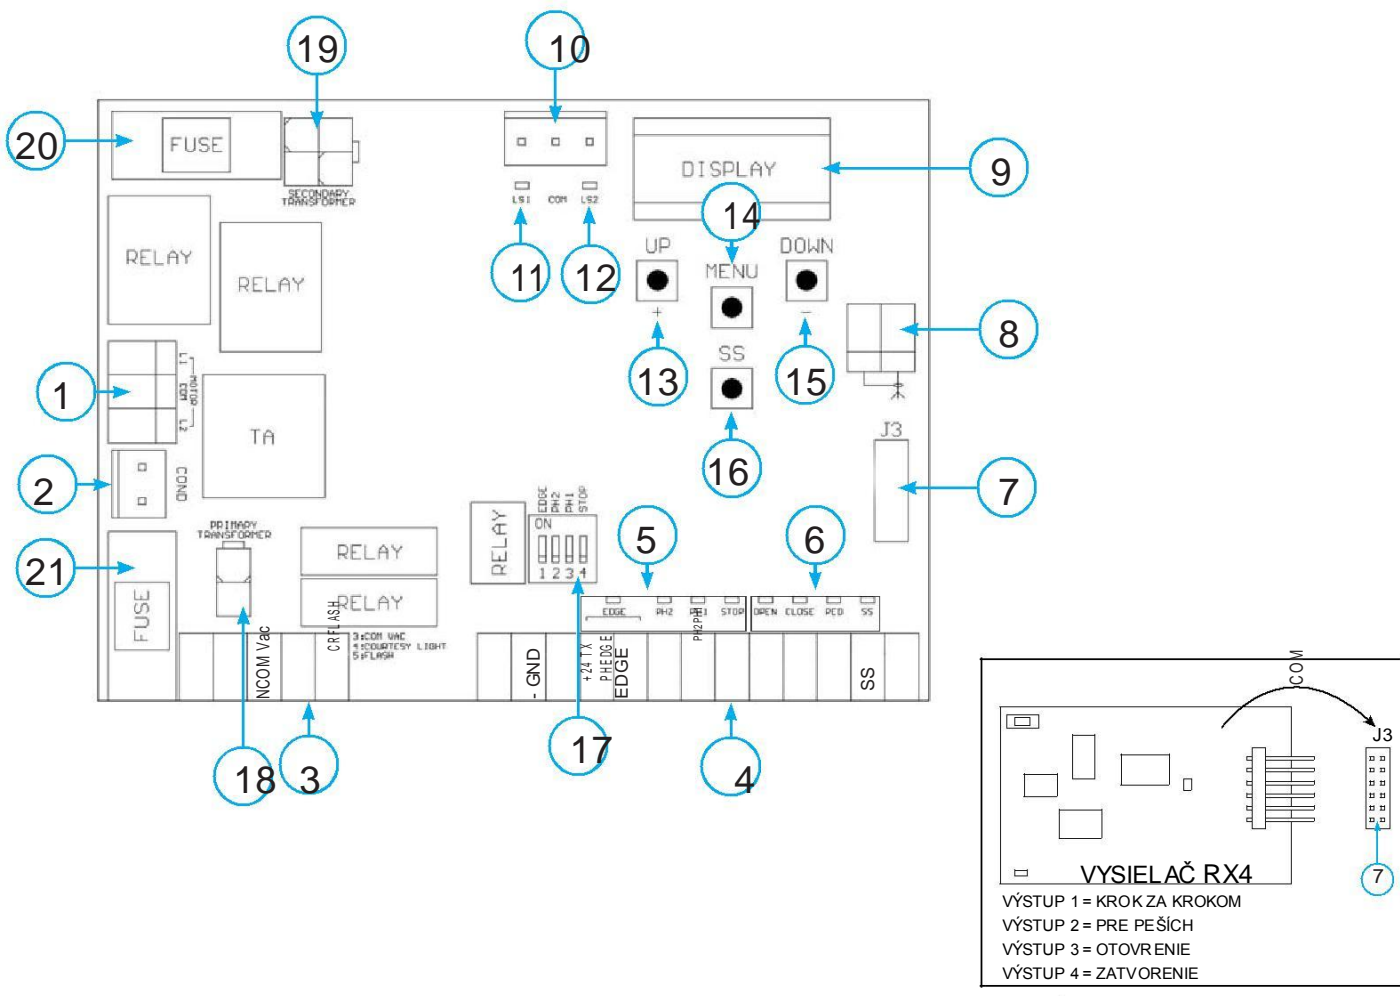 19
10
20
FUSE
SECONDARY
TRANSFORMER
LS1
COM
LS2
DISPLAY
9
14
11
12
UP
MENU
DOWN
+
-
RELAY
RELAY
8
13
SS
15
1
L1
MOTOR
COM
L2
TA
J3
16
2
COND
7
EDGE
PH2
PH1
STOP
ON
1 2 3 4
RELAY
PRIMARY
TRANSFORMER
RELAY
5
6
21
FUSE
RELAY
EDGE
PH2
PH1
STOP
OPEN
CLOSE
PED
SS
NCOM Vac
CRFLASH
3:COM VAC
4:COURTESY LIGHT
5:FLASH
- GND
+24 TX
PHEDGE
EDGE
PH2PH1
SS
18
3
17
4
COM
J3
VYSIELAČ RX4
7
VÝSTUP 1 = KROK ZA KROKOM
VÝSTUP 2 = PRE PEŠÍCH
VÝSTUP 3 = OTOVRENIE
VÝSTUP 4 = ZATVORENIE